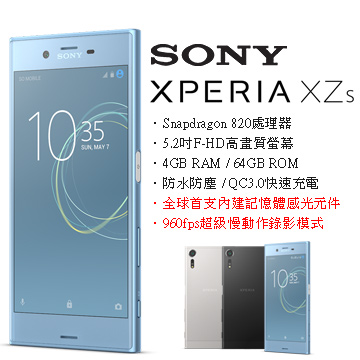 SONY
XPERIA XZs
・Snapdragon 820處理器
・5.2吋F-HD高畫質螢幕
・4GB RAM / 64GB ROM
・防水防塵 / QC3.0快速充電
・全球首支內建記憶體感光元件
・960fps超級慢動作錄影模式
SONY
10:30
SUNDAY, MAY 7
XPERIA